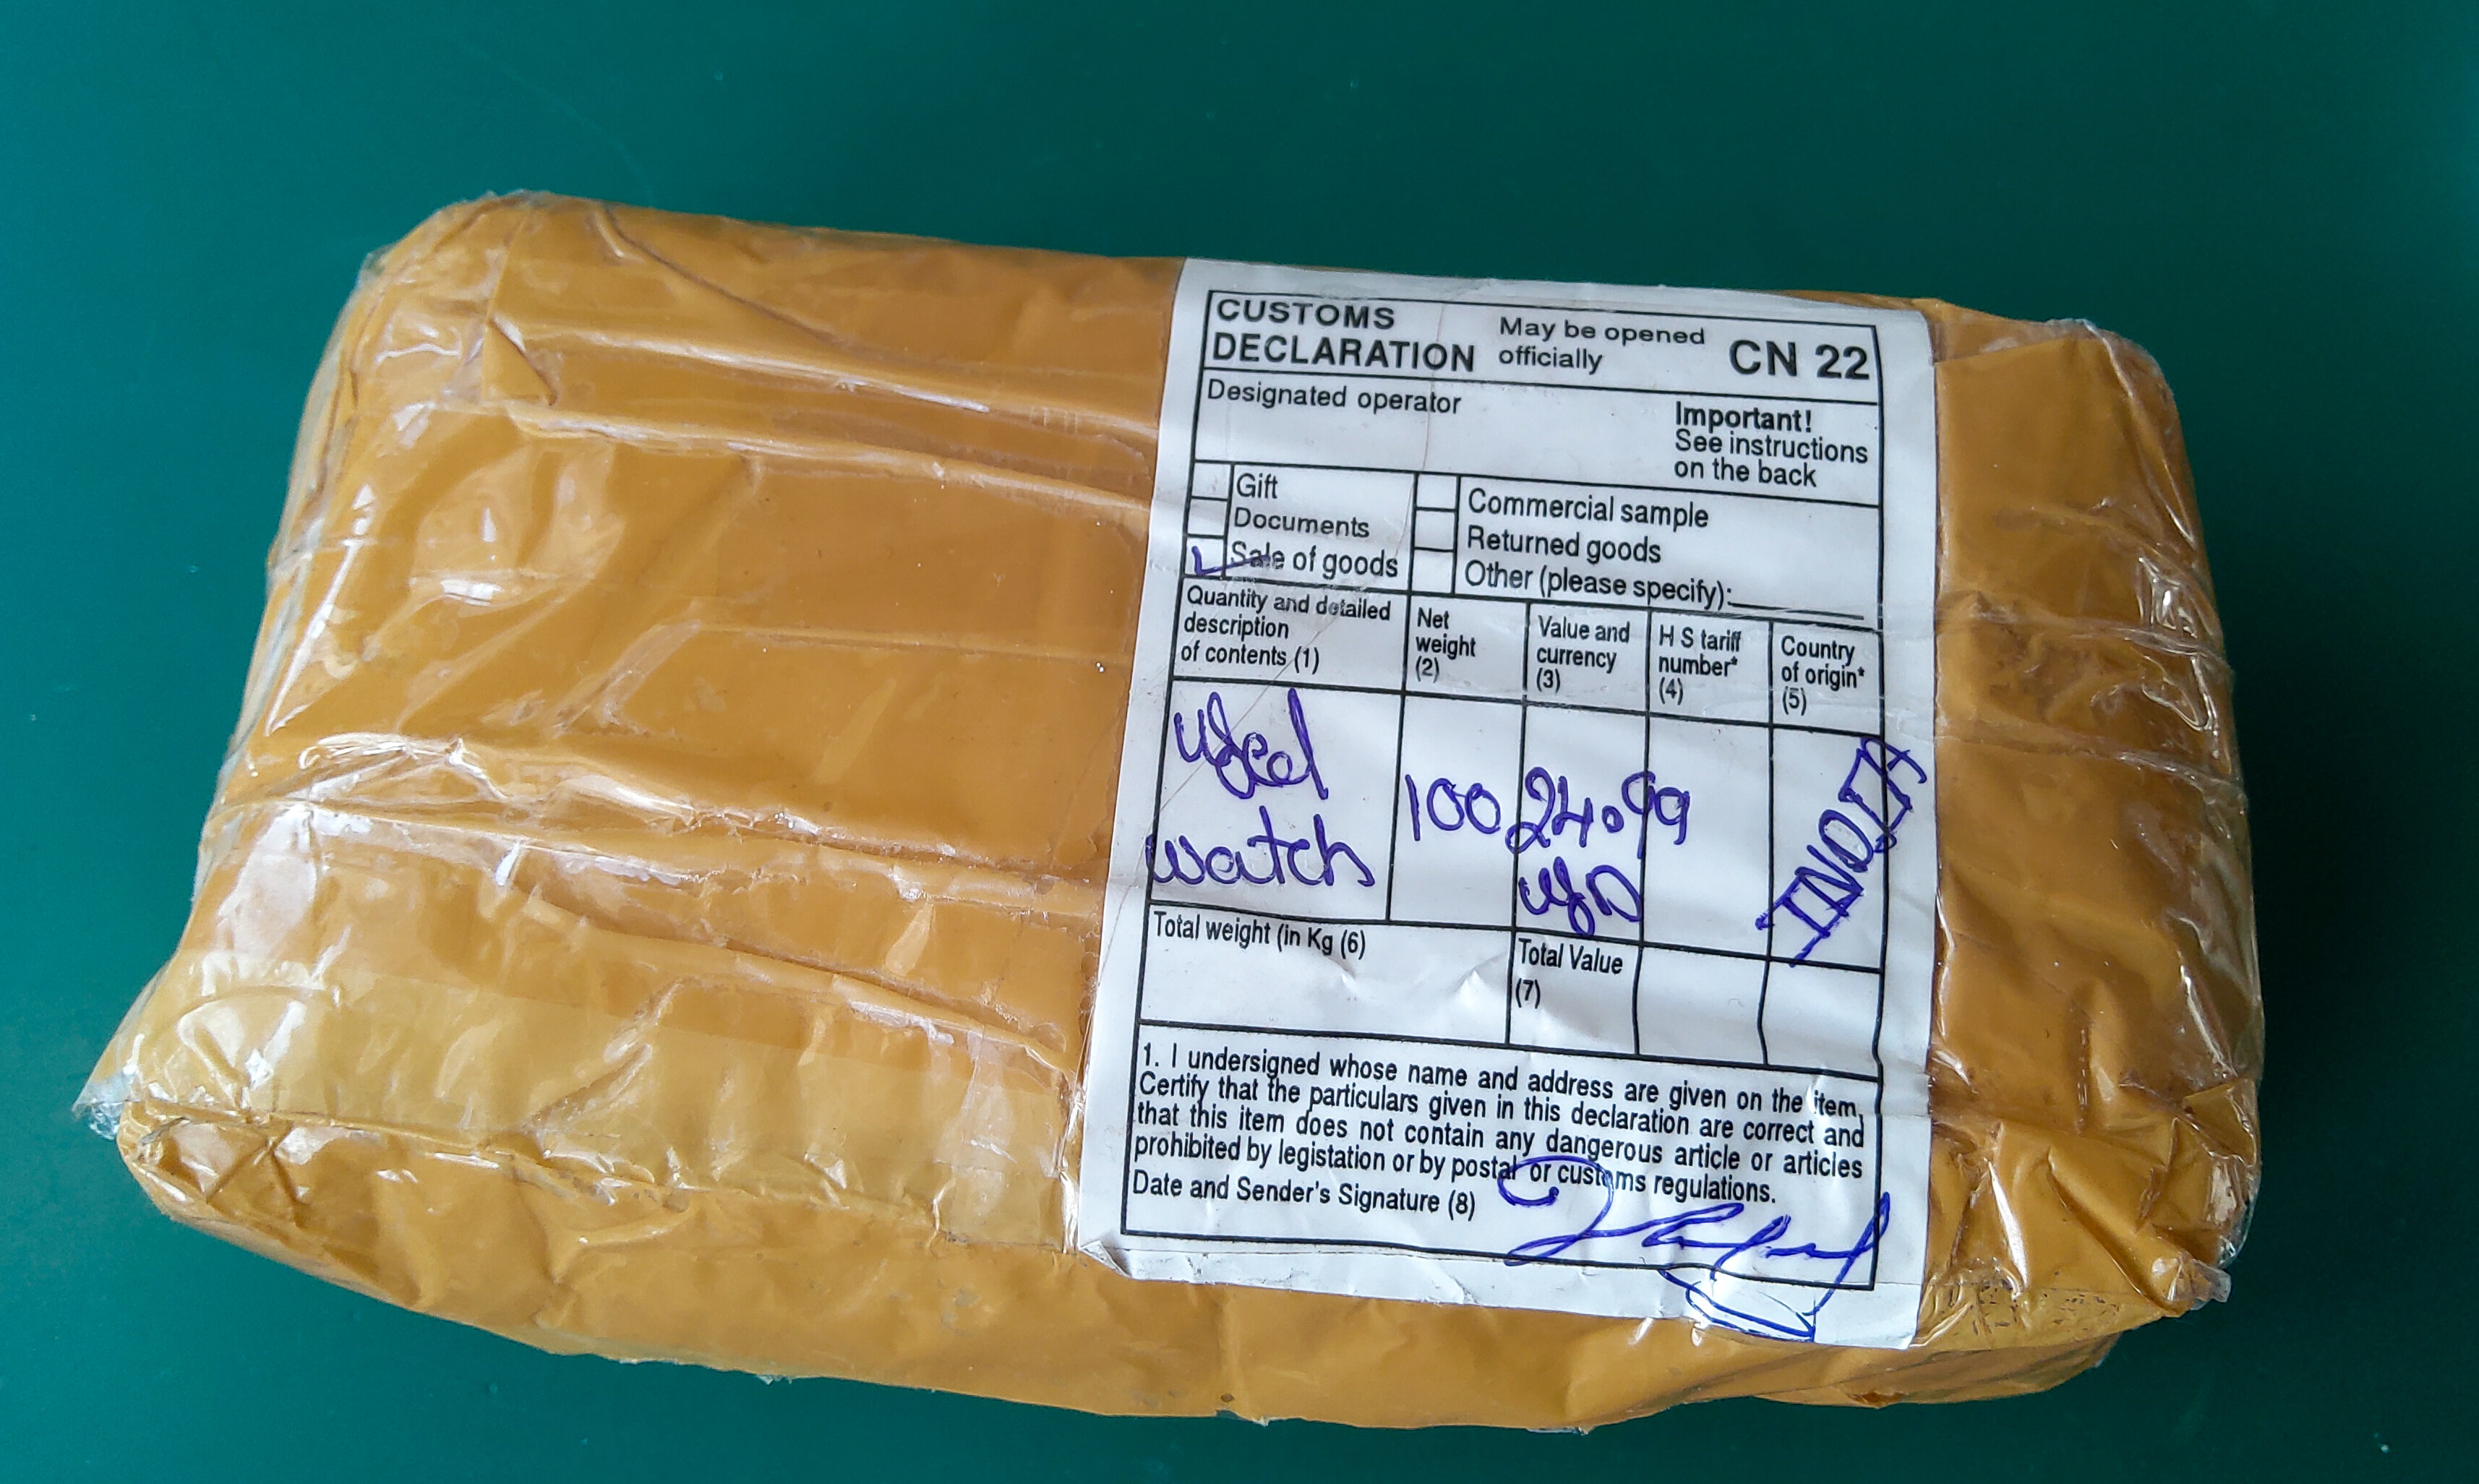 CUSTOMS
DECLARATION
May be opened
officially
CN 22
Designated operator
Important!
See instructions
on the back
Gift
Documents
Sale of goods
Commercial sample
Returned goods
Other (please specify):
Quantity and detailed
description
of contents (1)
Net
weight
(2)
Value and
currency
(3)
H S tariff
number*
(4)
Country
of origin*
(5)
Used
watch
100
24.99
USD
INDIA
Total weight (in Kg (6)
Total Value
(7)
1. I undersigned whose name and address are given on the item,
Certify that the particulars given in this declaration are correct and
that this item does not contain any dangerous article or articles
prohibited by legistation or by postal or customs regulations.
Date and Sender's Signature (8)